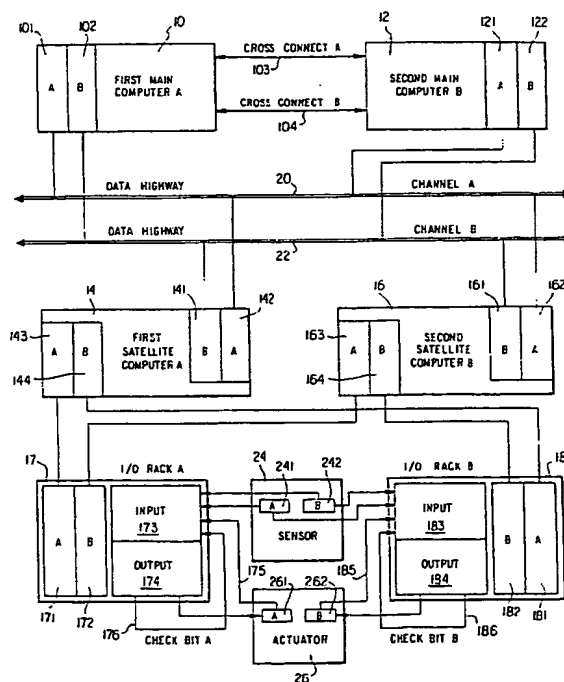 101 102 10 12 121 122
A B FIRST MAIN COMPUTER A
CROSS CONNECT A
103
CROSS CONNECT B
104
SECOND MAIN COMPUTER B A B
DATA HIGHWAY 20 CHANNEL A
DATA HIGHWAY 22 CHANNEL B
14 141 142
143 A B 144 FIRST SATELLITE COMPUTER A B A
16 161 162
163 A B 164 SECOND SATELLITE COMPUTER B B A
17 I/O RACK A
A B INPUT 173
OUTPUT 174
171 172
176 CHECK BIT A
175
24 241 242
A B
SENSOR
185
261 262
A B
ACTUATOR
26
I/O RACK B
INPUT 183
OUTPUT 184
B A
182 181
CHECK BIT B 186